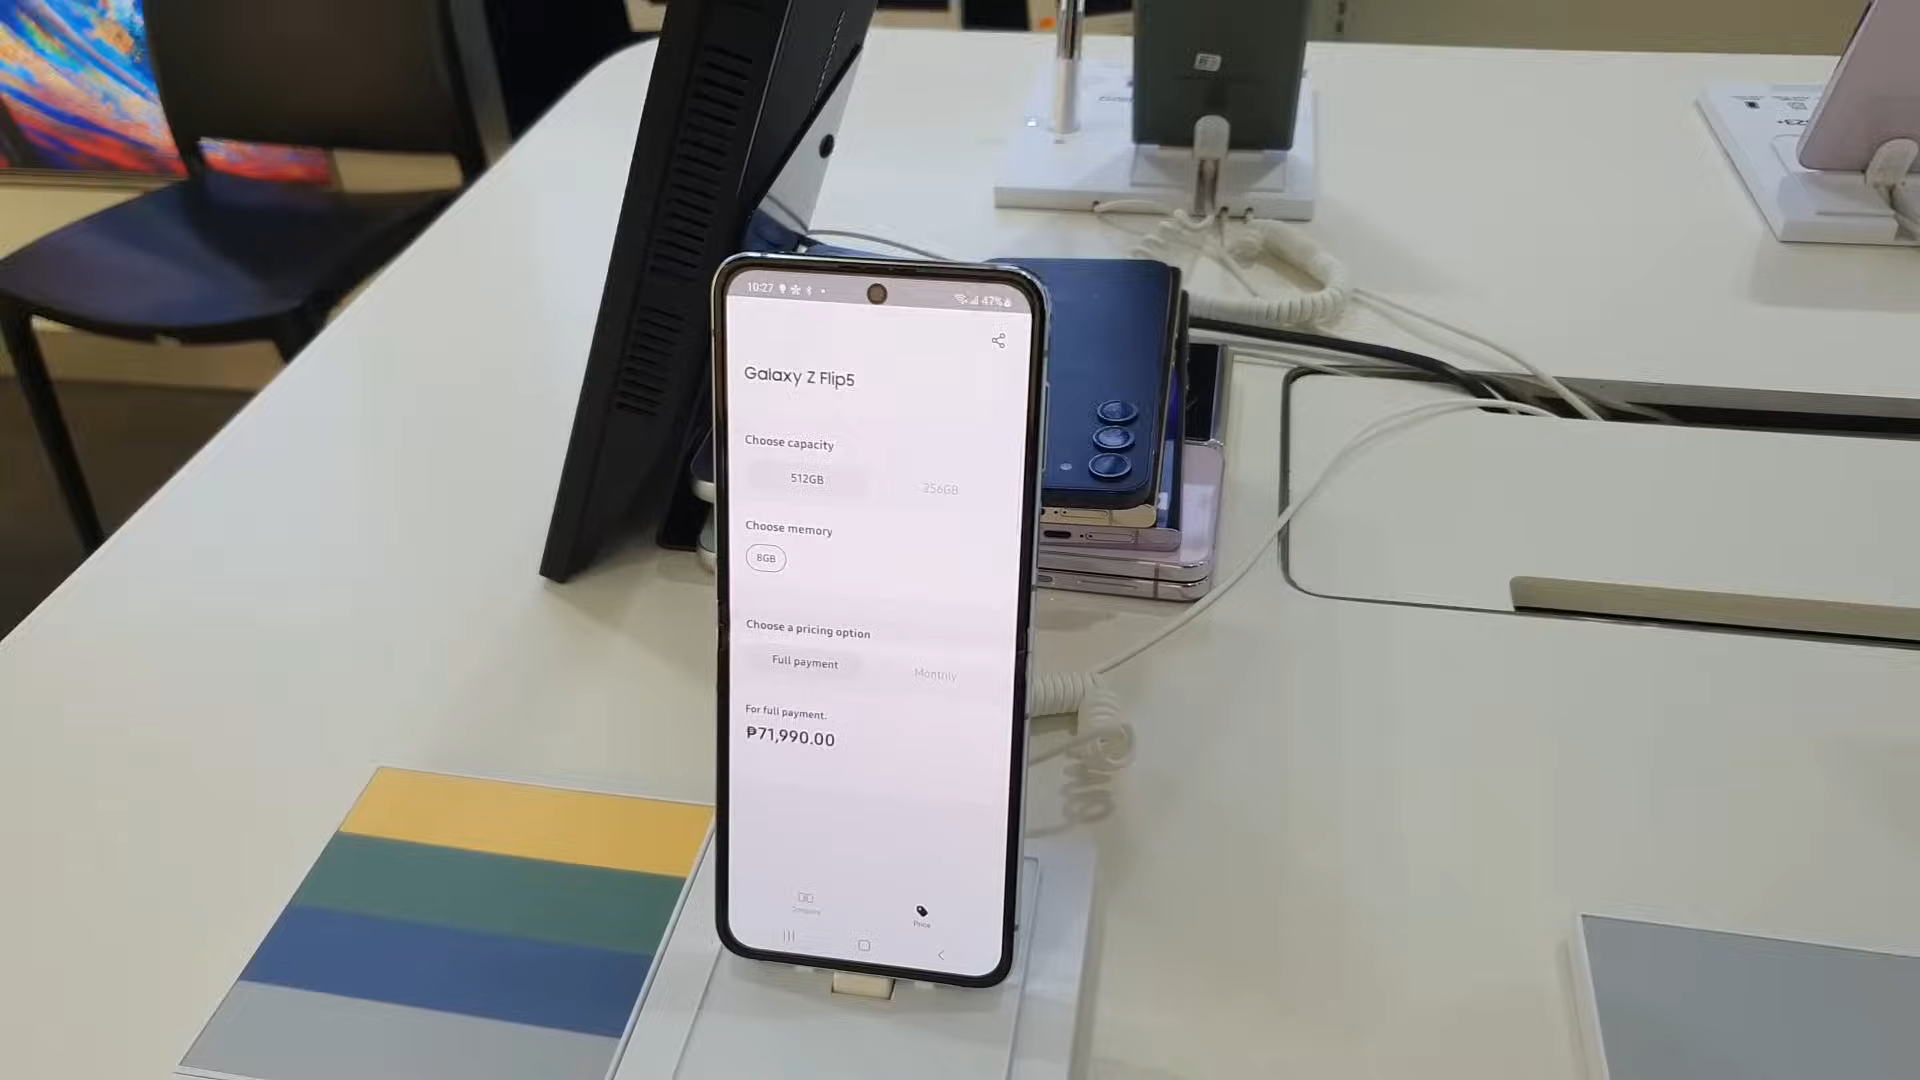 10:27
47%
Galaxy Z Flip5
Choose capacity
512GB
256GB
Choose memory
8GB
Choose a pricing option
Full payment
Monthly
For full payment.
₱71,990.00
Compare
Price